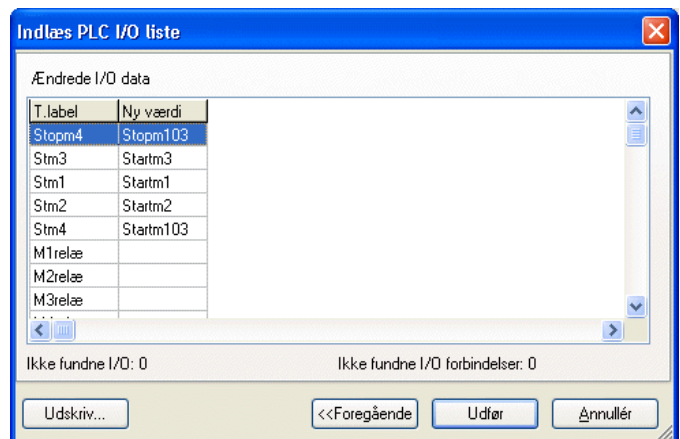 Indlæs PLC I/O liste
Ændrede I/O data
T.label Ny værdi
Stopm4 Stopm103
Stm3 Startm3
Stm1 Startm1
Stm2 Startm2
Stm4 Startm103
M1relæ
M2relæ
M3relæ
Ikke fundne I/O: 0 Ikke fundne I/O forbindelser: 0
Udskriv... <<Foregående Udfør Annullér